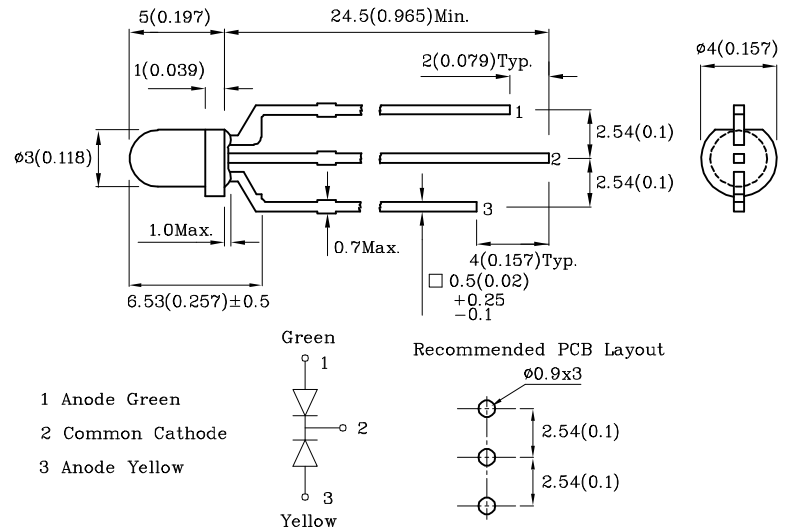 5(0.197)
24.5(0.965)Min.
1(0.039)
2(0.079)Typ.
ø4(0.157)
1
2.54(0.1)
ø3(0.118)
2
2.54(0.1)
3
1.0Max.
0.7Max.
4(0.157)Typ.
6.53(0.257)±0.5
□ 0.5(0.02)
+0.25
−0.1
Green
1
Recommended PCB Layout
ø0.9x3
1 Anode Green
2 Common Cathode
3 Anode Yellow
2
2.54(0.1)
2.54(0.1)
3
Yellow